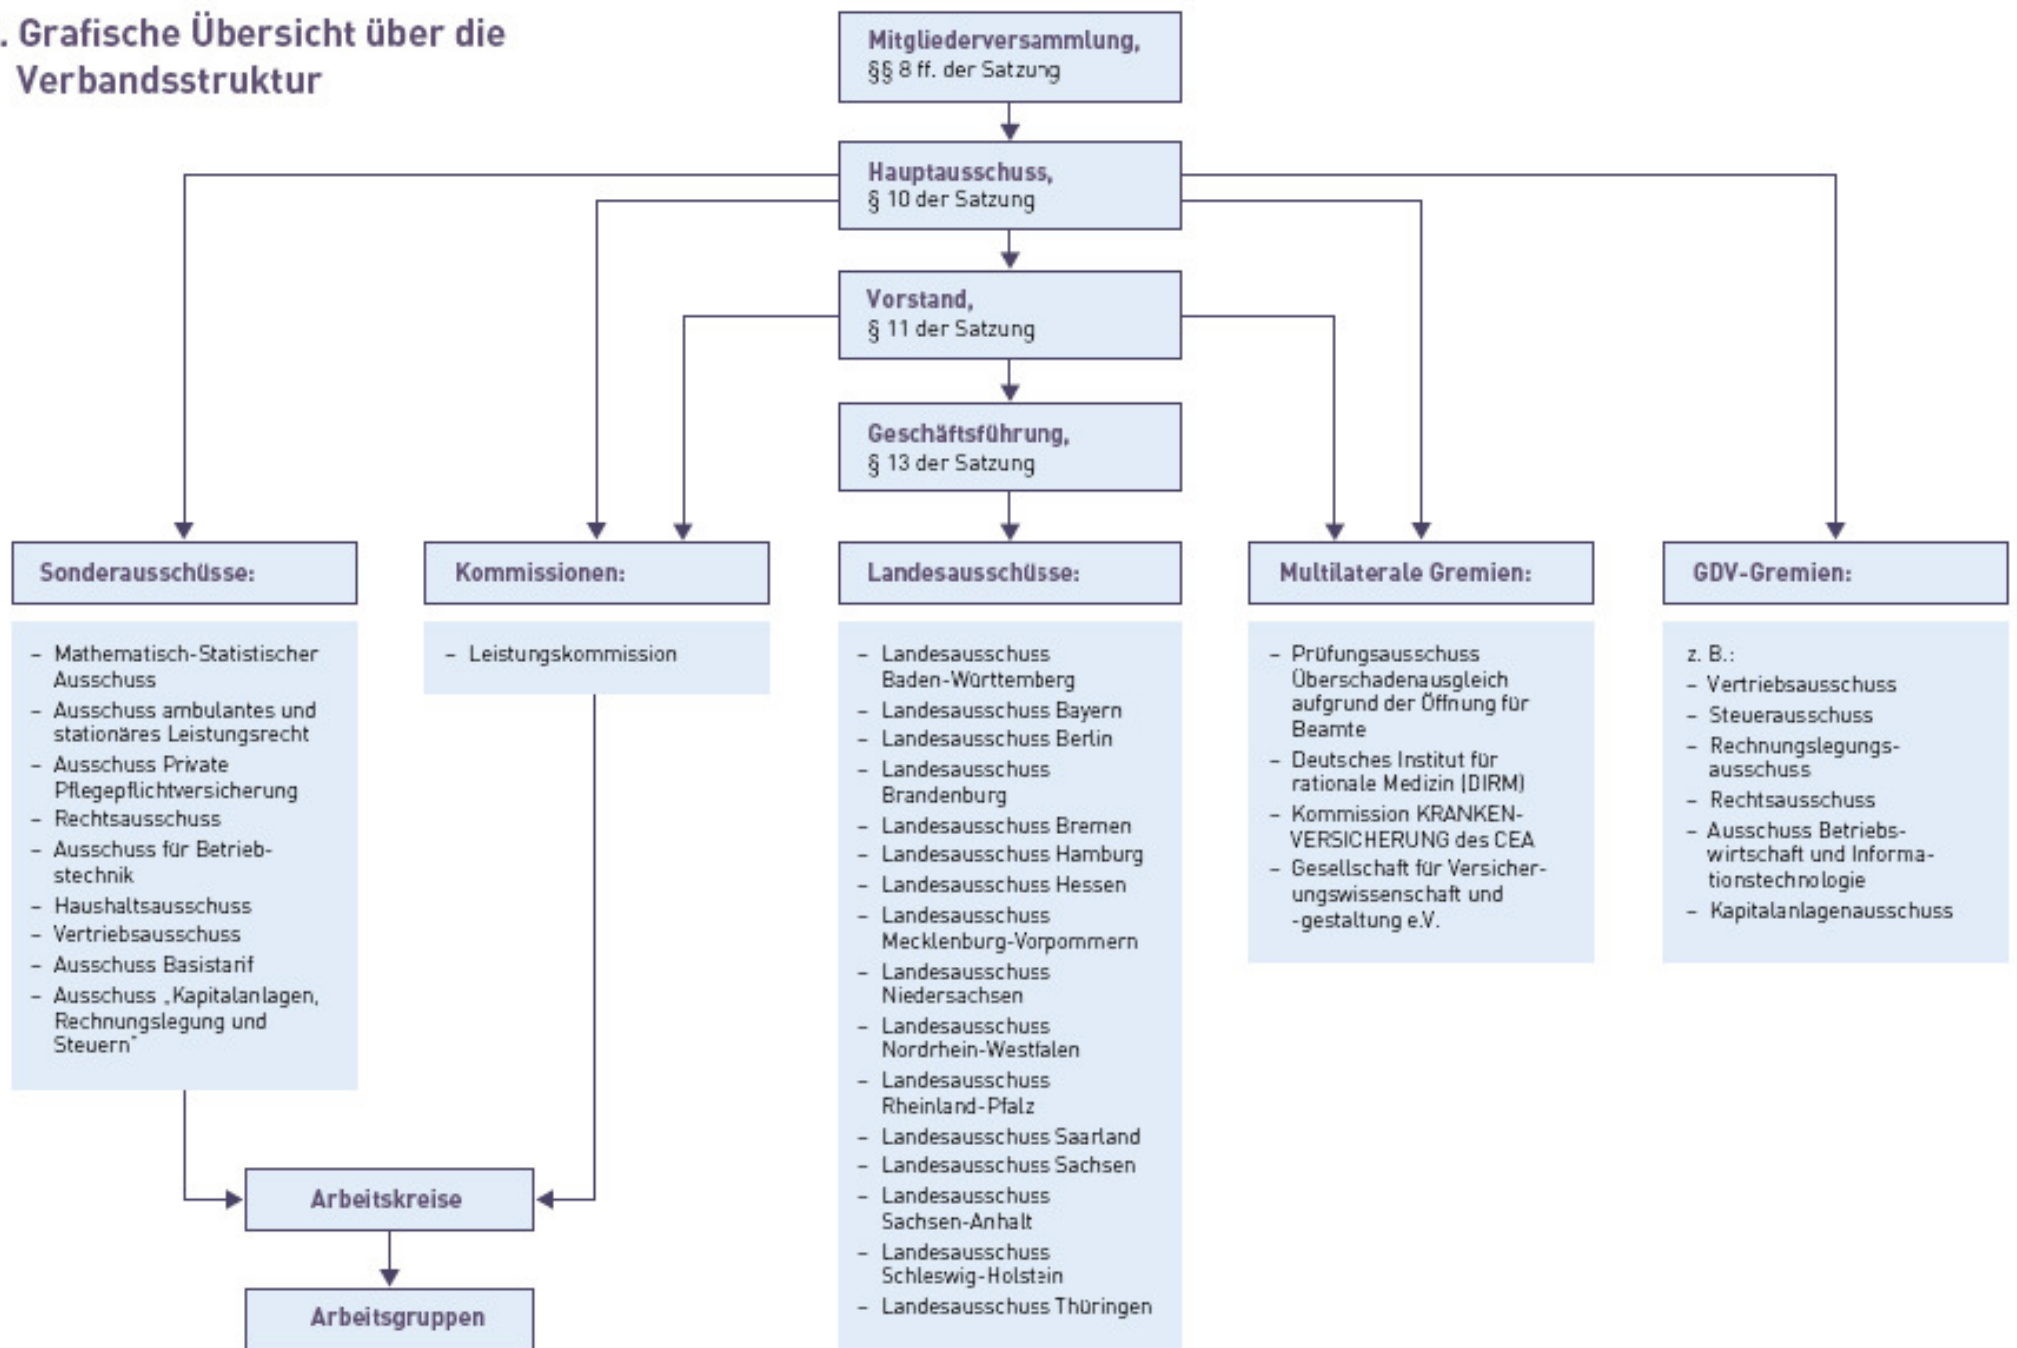 . Grafische Übersicht über die
Verbandsstruktur
Mitgliederversammlung,
§§ 8 ff. der Satzung
Hauptausschuss,
§ 10 der Satzung
Vorstand,
§ 11 der Satzung
Geschäftsführung,
§ 13 der Satzung
Sonderausschüsse:
– Mathematisch-Statistischer
Ausschuss
– Ausschuss ambulantes und
stationäres Leistungsrecht
– Ausschuss Private
Pflegepflichtversicherung
– Rechtsausschuss
– Ausschuss für Betrieb-
stechnik
– Haushaltsausschuss
– Vertriebsausschuss
– Ausschuss Basistarif
– Ausschuss „Kapitalanlagen,
Rechnungslegung und
Steuern“
Kommissionen:
– Leistungskommission
Landesausschüsse:
– Landesausschuss
Baden-Württemberg
– Landesausschuss Bayern
– Landesausschuss Berlin
– Landesausschuss
Brandenburg
– Landesausschuss Bremen
– Landesausschuss Hamburg
– Landesausschuss Hessen
– Landesausschuss
Mecklenburg-Vorpommern
– Landesausschuss
Niedersachsen
– Landesausschuss
Nordrhein-Westfalen
– Landesausschuss
Rheinland-Pfalz
– Landesausschuss Saarland
– Landesausschuss Sachsen
– Landesausschuss
Sachsen-Anhalt
– Landesausschuss
Schleswig-Holstein
– Landesausschuss Thüringen
Multilaterale Gremien:
– Prüfungsausschuss
Überschadenausgleich
aufgrund der Öffnung für
Beamte
– Deutsches Institut für
rationale Medizin (DIRM)
– Kommission KRANKEN-
VERSICHERUNG des CEA
– Gesellschaft für Versicher-
ungswissenschaft und
-gestaltung e.V.
GDV-Gremien:
z. B.:
– Vertriebsausschuss
– Steuerausschuss
– Rechnungslegungs-
ausschuss
– Rechtsausschuss
– Ausschuss Betriebs-
wirtschaft und Informa-
tionstechnologie
– Kapitalanlagenausschuss
Arbeitskreise
Arbeitsgruppen